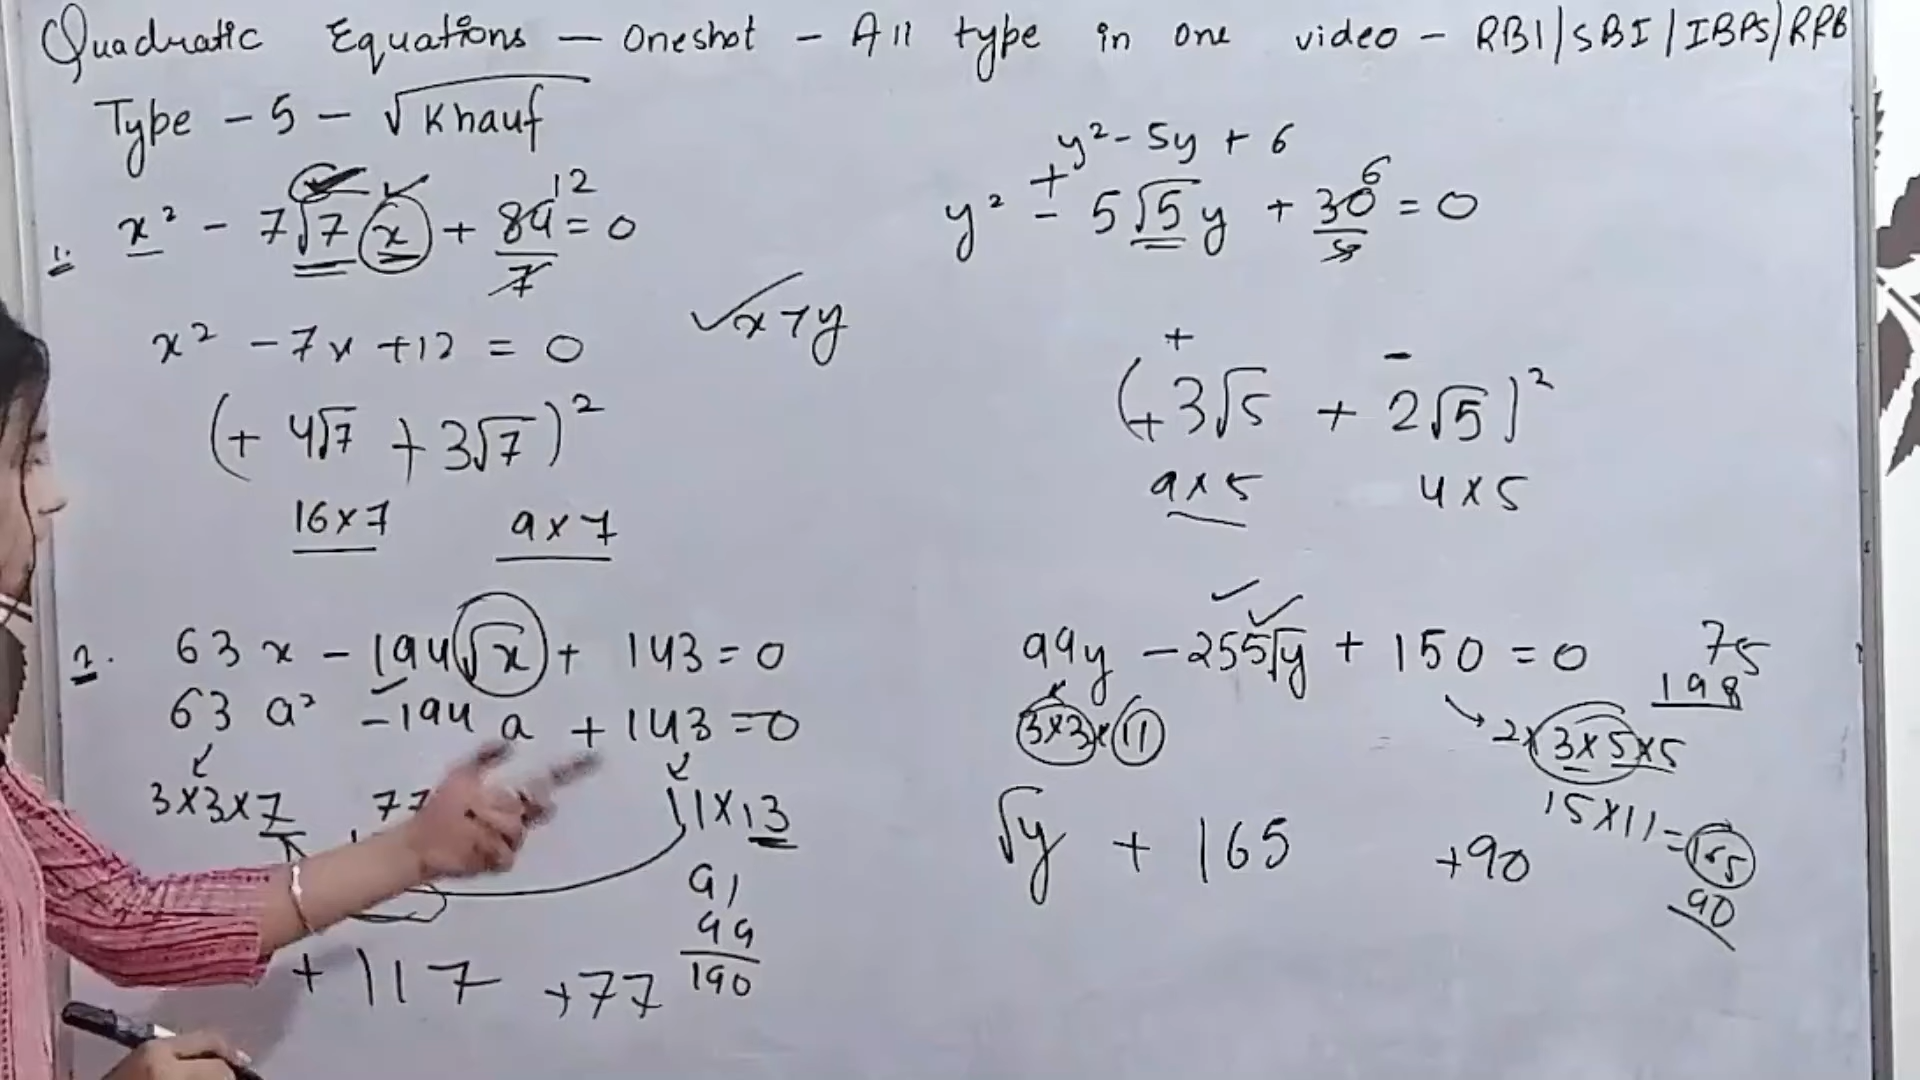 Quadratic Equations — Oneshot - All type in one video - RBI/SBI/IBPS/RRB
Type - 5 - √Khauf
1. x² - 7√7 x + 84 = 0
12
7
x² - 7x + 12 = 0
(+ 4√7 + 3√7)²
16×7 9×7
✓x>y
y² - 5y + 6
+
y² - 5√5 y + 30 = 0
6
5
+ -
(+3√5 + 2√5)²
9×5 4×5
2. 63x - 194√x + 143 = 0
63a² - 194a + 143 = 0
3×3×7 77 11×13
91
99
190
+117 +77
99y - 255√y + 150 = 0
75
198
3×3×11 2×3×5×5
15×11=165
90
√y + 165 +90